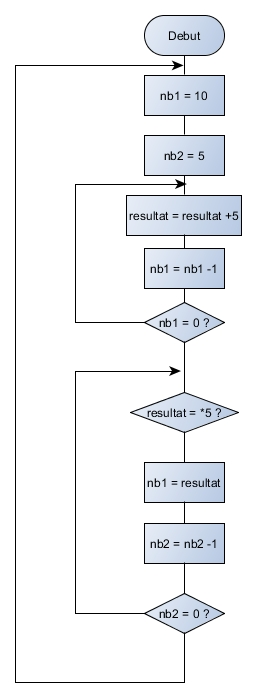 Debut
nb1 = 10
nb2 = 5
resultat = resultat +5
nb1 = nb1 -1
nb1 = 0 ?
resultat = *5 ?
nb1 = resultat
nb2 = nb2 -1
nb2 = 0 ?